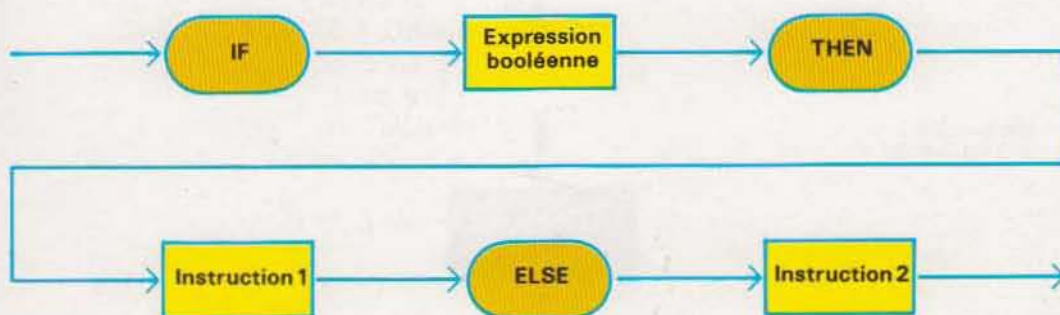 IF
Expression
booléenne
THEN
Instruction 1
ELSE
Instruction 2